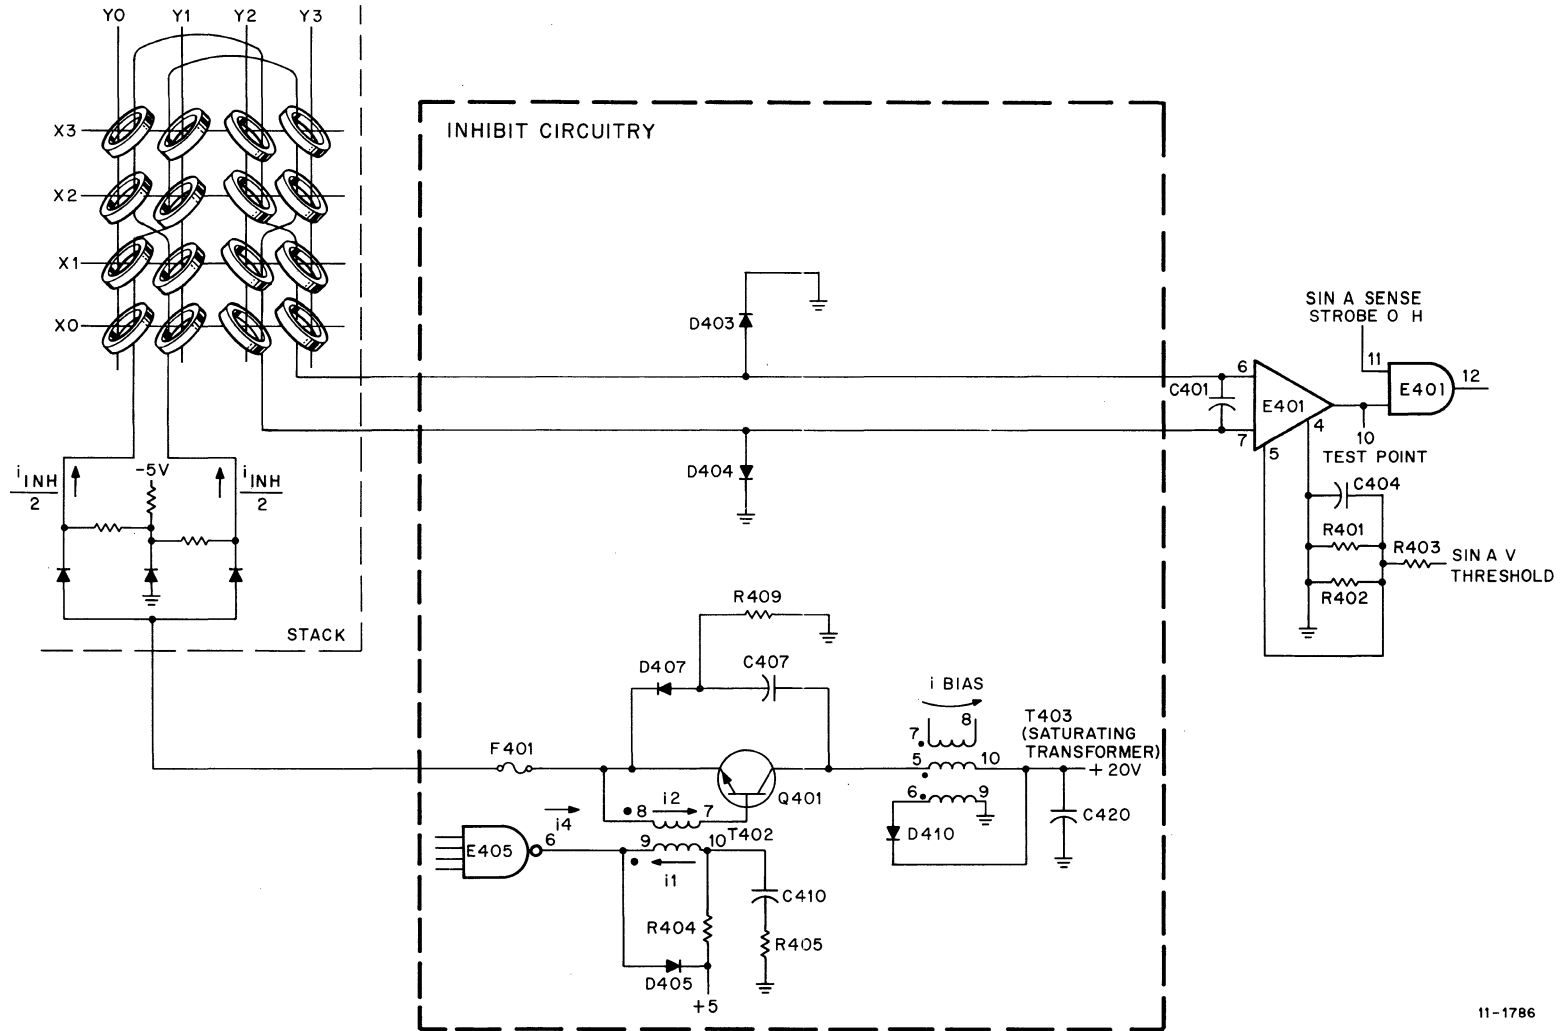 Y0 Y1 Y2 Y3
X3
X2
X1
X0
INHIBIT CIRCUITRY
D403
SIN A SENSE
STROBE 0 H
11
6
C401
E401
E401
12
7
4
5
10
TEST POINT
D404
i INH
2
-5V
i INH
2
C404
R401
R403
SIN A V
THRESHOLD
R402
STACK
R409
D407
C407
i BIAS
7
8
T403
(SATURATING
TRANSFORMER)
F401
5
10
+20V
Q401
6
9
i4
8
i2
7
T402
D410
C420
E405
6
9
10
i1
C410
R404
R405
D405
+5
11-1786